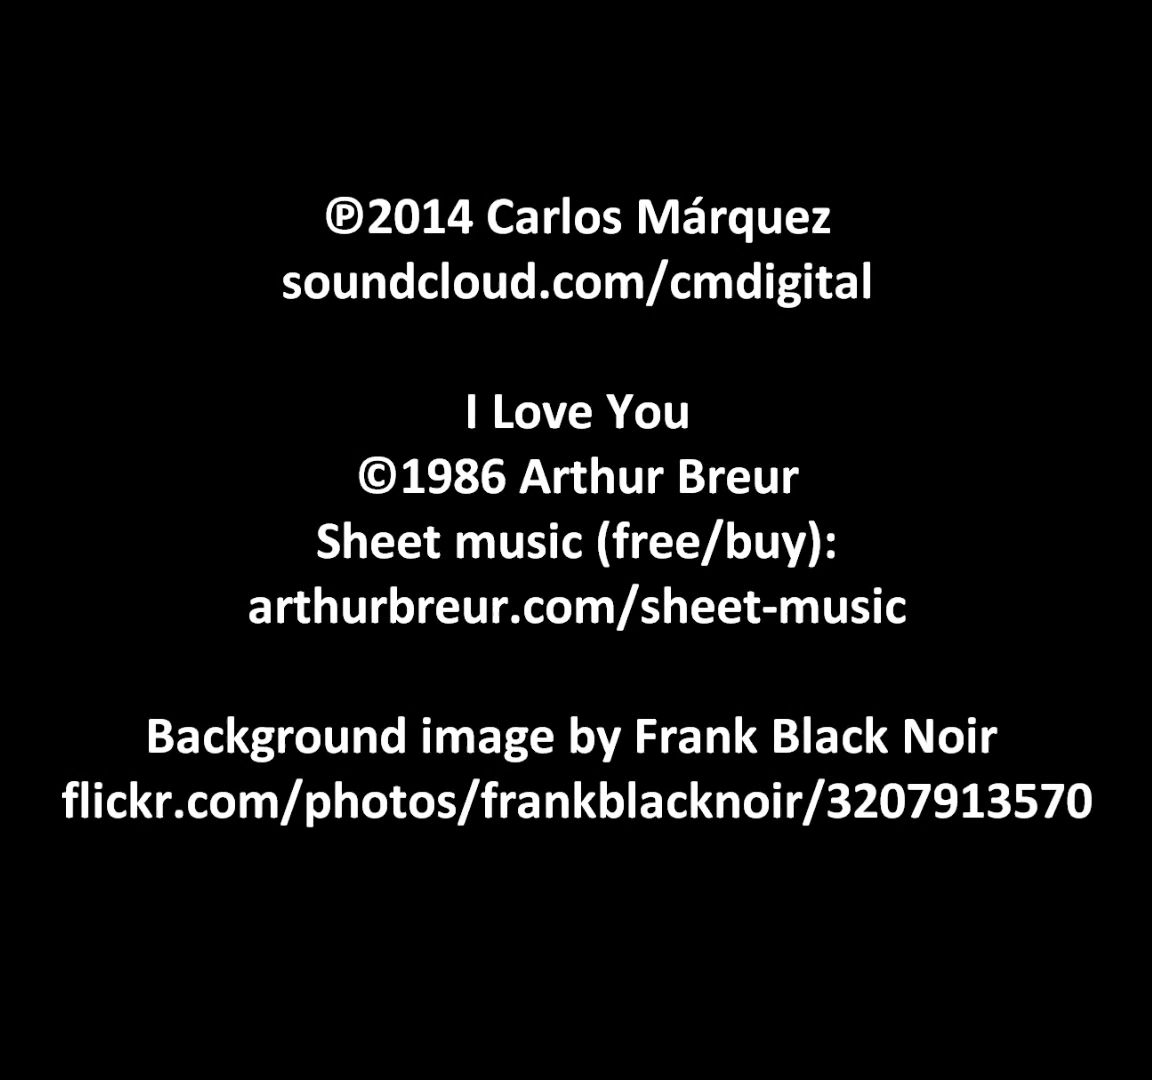 ℗2014 Carlos Márquez
soundcloud.com/cmdigital
I Love You
©1986 Arthur Breur
Sheet music (free/buy):
arthurbreur.com/sheet-music
Background image by Frank Black Noir
flickr.com/photos/frankblacknoir/3207913570